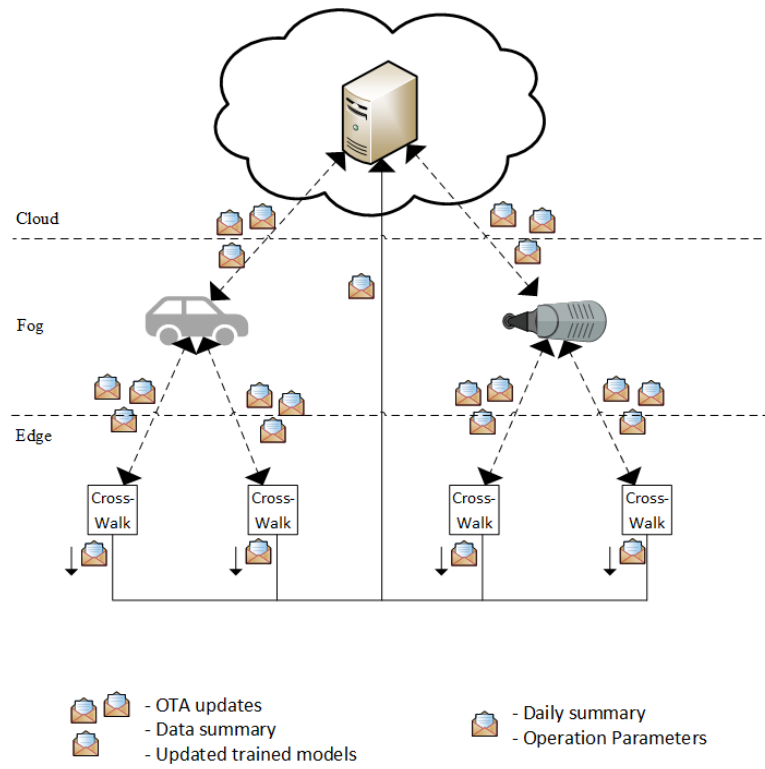 Cloud
Fog
Edge
Cross-
Walk
Cross-
Walk
Cross-
Walk
Cross-
Walk
- OTA updates
- Data summary
- Updated trained models
- Daily summary
- Operation Parameters